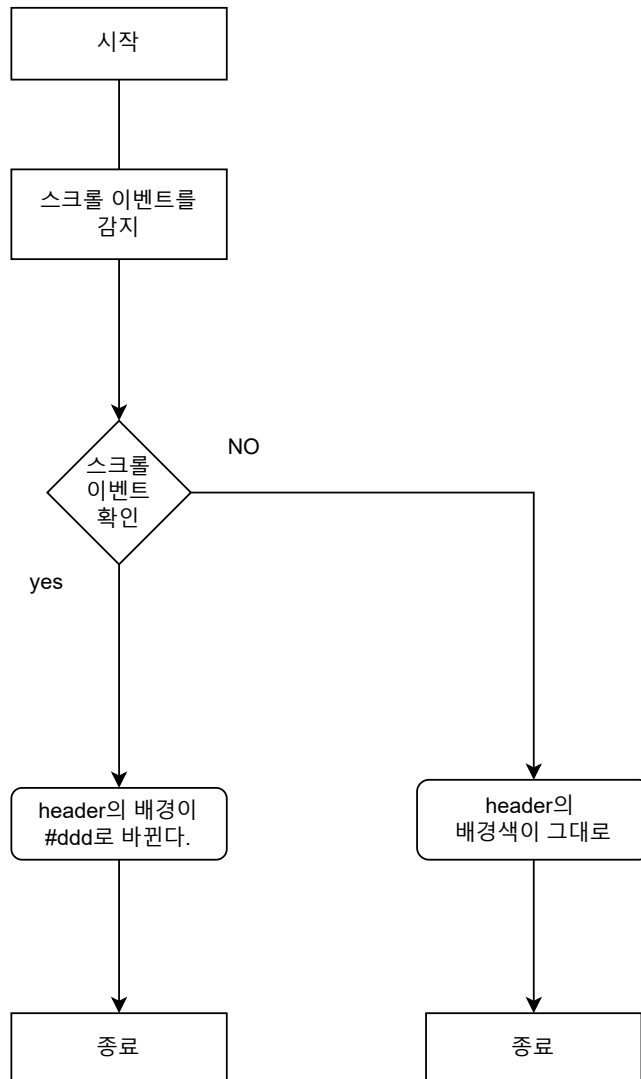 시작
스크롤 이벤트를
감지
스크롤
이벤트
확인
NO
yes
header의 배경이
#ddd로 바뀐다.
header의
배경색이 그대로
종료
종료